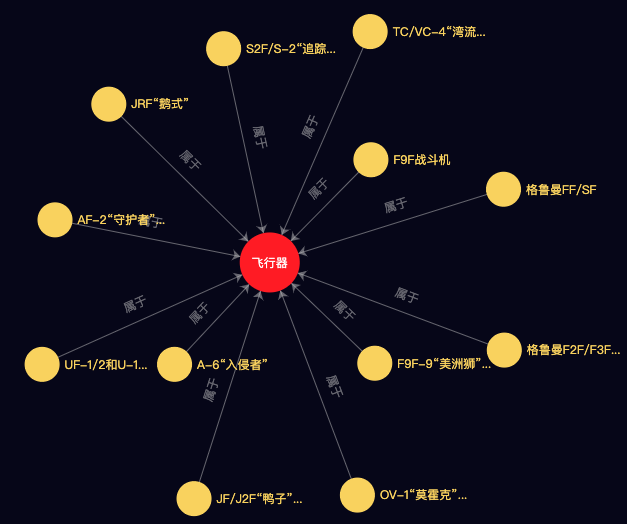 TC/VC-4“湾流...
S2F/S-2“追踪...
JRF“鹅式”
属于
属于
属于
F9F战斗机
属于
格鲁曼FF/SF
属于
AF-2“守护者”...
属于
飞行器
属于
属于
属于
属于
格鲁曼F2F/F3F...
UF-1/2和U-1...
A-6“入侵者”
F9F-9“美洲狮”...
属于
属于
OV-1“莫霍克”...
JF/J2F“鸭子”...